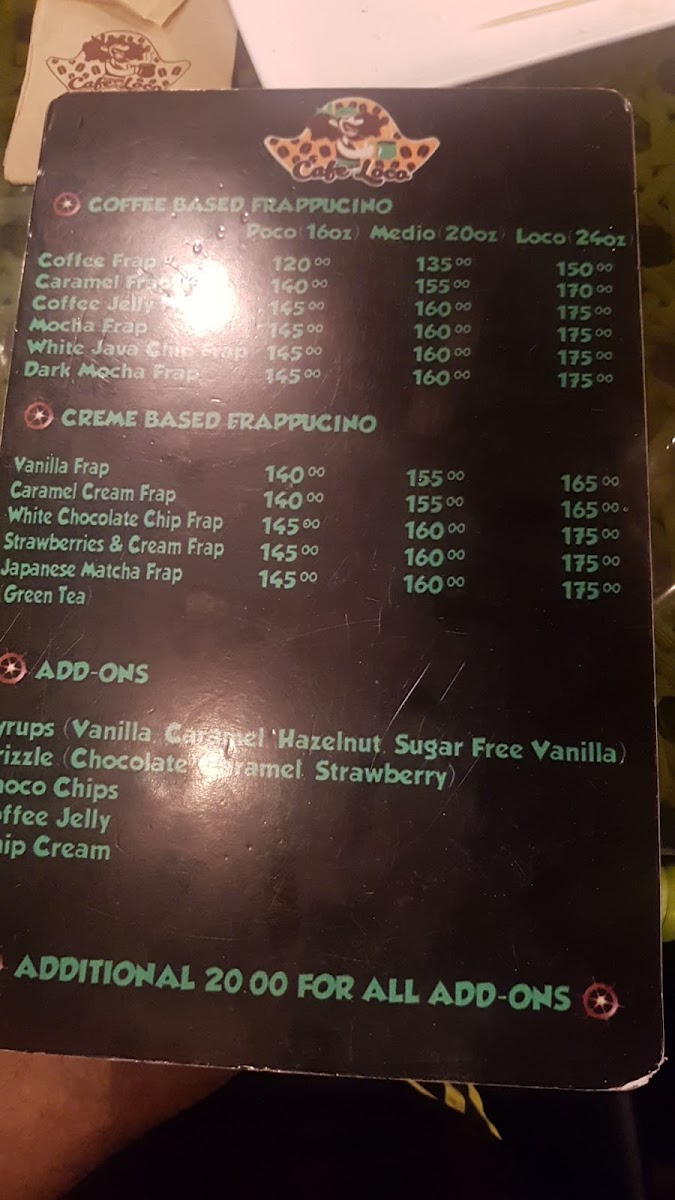 Cafe Loco
Cafe Loco
COFFEE BASED FRAPPUCINO
Poco (16oz) Medio (20oz) Loco (24oz)
Coffee Frap 120.00 135.00 150.00
Caramel Frap 140.00 155.00 170.00
Coffee Jelly 145.00 160.00 175.00
Mocha Frap 145.00 160.00 175.00
White Java Chip Frap 145.00 160.00 175.00
Dark Mocha Frap 145.00 160.00 175.00
CREME BASED FRAPPUCINO
Vanilla Frap 140.00 155.00 165.00
Caramel Cream Frap 140.00 155.00 165.00
White Chocolate Chip Frap 145.00 160.00 175.00
Strawberries & Cream Frap 145.00 160.00 175.00
Japanese Matcha Frap 145.00 160.00 175.00
Green Tea)
ADD-ONS
yrups (Vanilla, Caramel, Hazelnut, Sugar Free Vanilla)
rizzle (Chocolate, Caramel, Strawberry)
hoco Chips
offee Jelly
hip Cream
ADDITIONAL 20.00 FOR ALL ADD-ONS